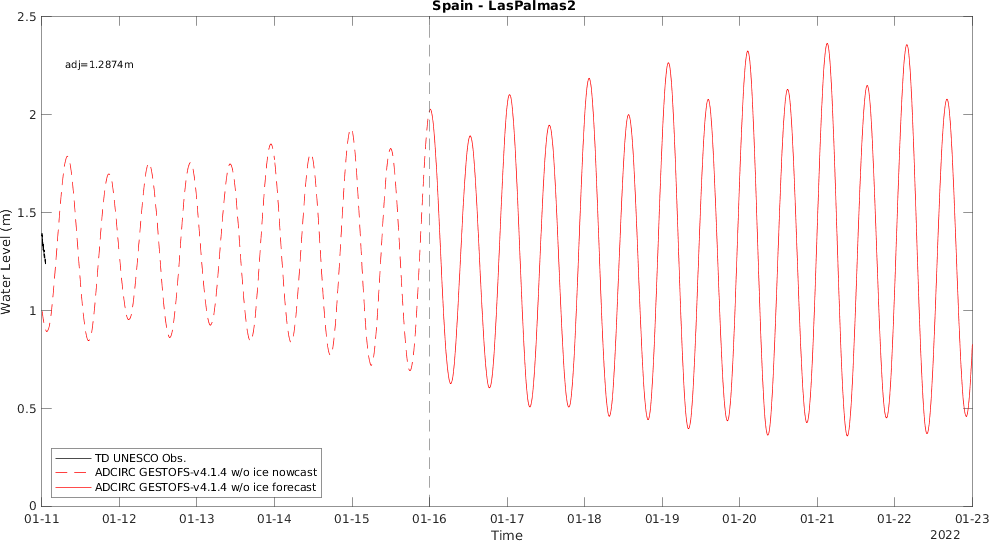 Spain - LasPalmas2
adj=1.2874m
Water Level (m)
2.5
2
1.5
1
0.5
0
TD UNESCO Obs.
ADCIRC GESTOFS-v4.1.4 w/o ice nowcast
ADCIRC GESTOFS-v4.1.4 w/o ice forecast
01-11 01-12 01-13 01-14 01-15 01-16 01-17 01-18 01-19 01-20 01-21 01-22 01-23
Time
2022